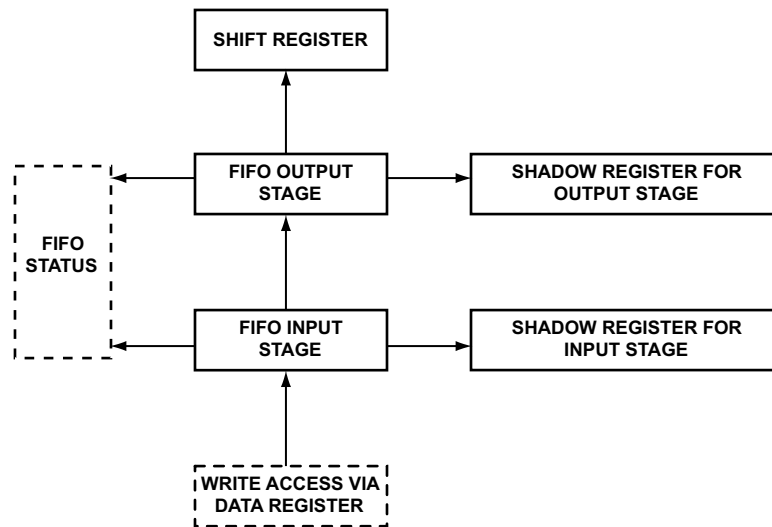 SHIFT REGISTER
FIFO OUTPUT
STAGE
SHADOW REGISTER FOR
OUTPUT STAGE
FIFO
STATUS
FIFO INPUT
STAGE
SHADOW REGISTER FOR
INPUT STAGE
WRITE ACCESS VIA
DATA REGISTER